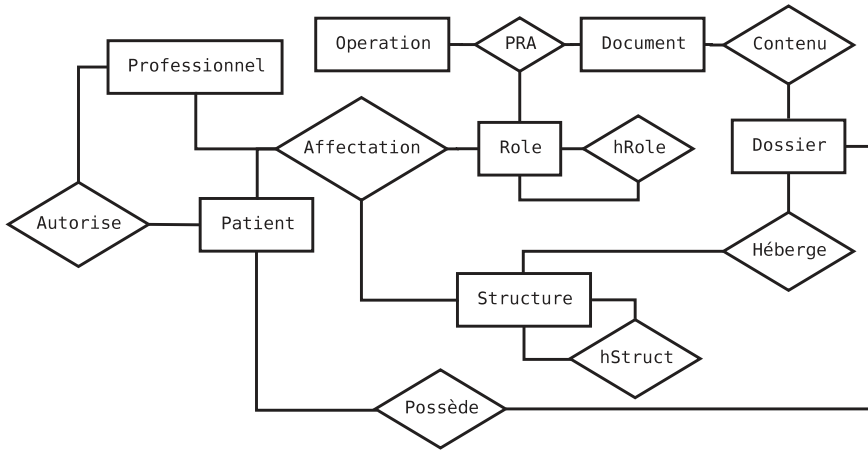 Operation
PRA
Document
Contenu
Professionnel
Affectation
Role
hRole
Dossier
Autorise
Patient
Héberge
Structure
hStruct
Possède